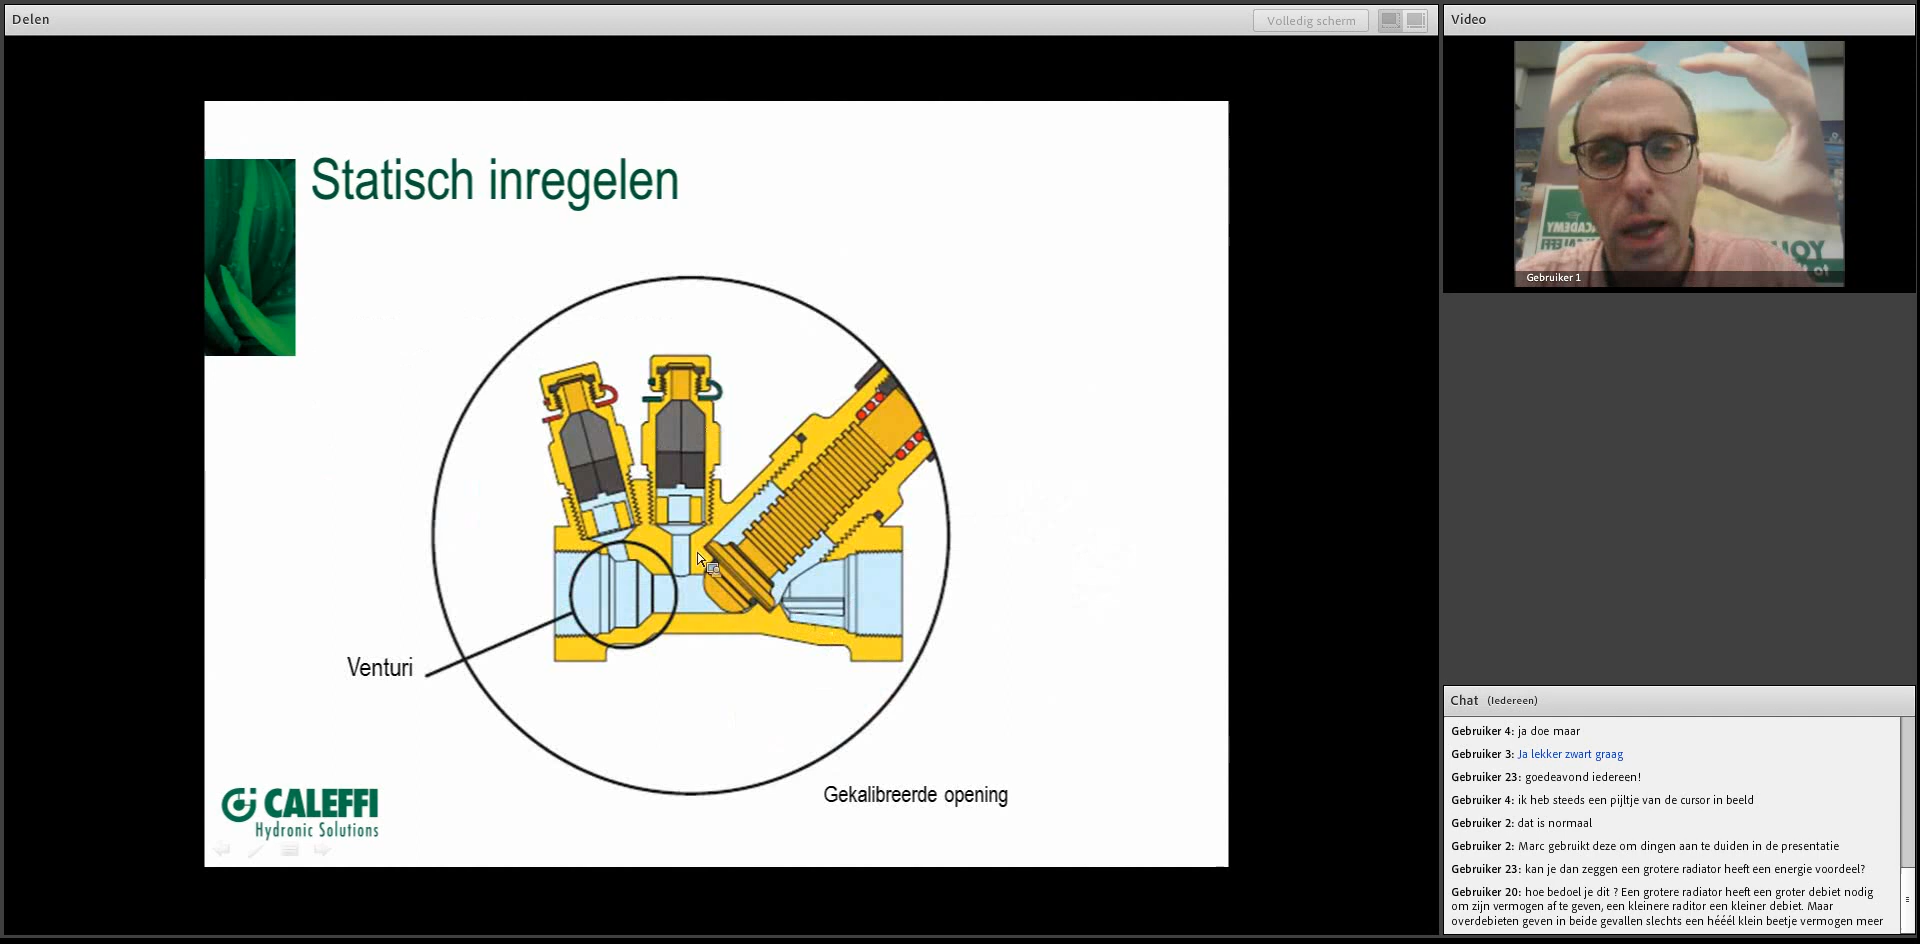 Delen
Volledig scherm
Video
Statisch inregelen
Venturi
Gekalibreerde opening
CALEFFI
Hydronic Solutions
ACADEMY
CALEFFI
YOU
to
Gebruiker 1
Chat (Iedereen)
Gebruiker 4: ja doe maar
Gebruiker 3: Ja lekker zwart graag
Gebruiker 23: goedeavond iedereen!
Gebruiker 4: ik heb steeds een pijltje van de cursor in beeld
Gebruiker 2: dat is normaal
Gebruiker 2: Marc gebruikt deze om dingen aan te duiden in de presentatie
Gebruiker 23: kan je dan zeggen een grotere radiator heeft een energie voordeel?
Gebruiker 20: hoe bedoel je dit ? Een grotere radiator heeft een groter debiet nodig
om zijn vermogen af te geven, een kleinere raditor een kleiner debiet. Maar
overdebieten geven in beide gevallen slechts een hééél klein beetje vermogen meer